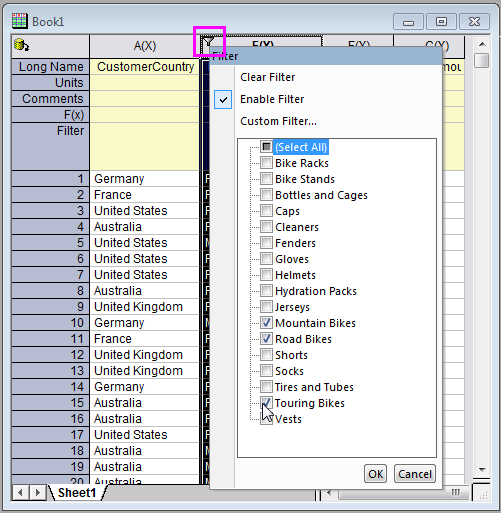 Book1
A(X) F(X) G(X)
Filter
Long Name CustomerCountry mou
Units
Comments
F(x)
Filter
Clear Filter
Enable Filter
Custom Filter...
(Select All)
Bike Racks
Bike Stands
Bottles and Cages
Caps
Cleaners
Fenders
Gloves
Helmets
Hydration Packs
Jerseys
Mountain Bikes
Road Bikes
Shorts
Socks
Tires and Tubes
Touring Bikes
Vests
OK Cancel
1 Germany
2 France
3 United States
4 Australia
5 United States
6 United States
7 United States
8 Australia
9 United Kingdom
10 Germany
11 France
12 United Kingdom
13 United Kingdom
14 Germany
15 Australia
16 Australia
17 United States
18 Australia
19 Australia
20 Australia
Sheet1